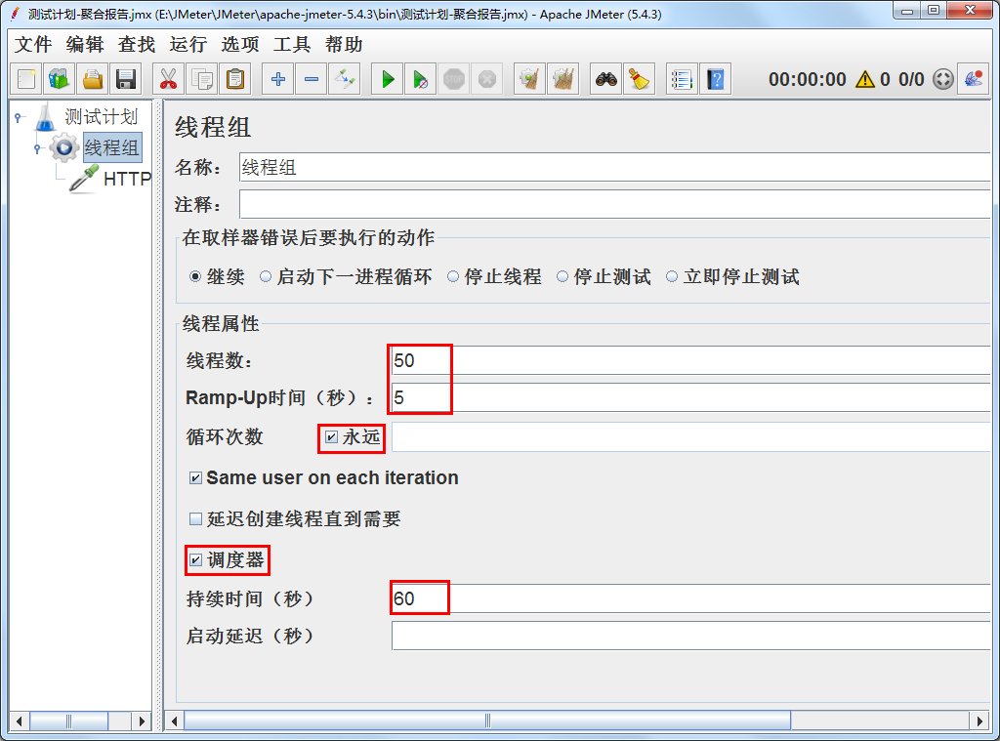 测试计划-聚合报告.jmx (E:\JMeter\JMeter\apache-jmeter-5.4.3\bin\测试计划-聚合报告.jmx) - Apache JMeter (5.4.3)
文件 编辑 查找 运行 选项 工具 帮助
STOP
00:00:00 0 0/0
测试计划
线程组
HTTP
线程组
名称： 线程组
注释：
在取样器错误后要执行的动作
继续 启动下一进程循环 停止线程 停止测试 立即停止测试
线程属性
线程数： 50
Ramp-Up时间（秒）： 5
循环次数 永远
Same user on each iteration
延迟创建线程直到需要
调度器
持续时间（秒） 60
启动延迟（秒）